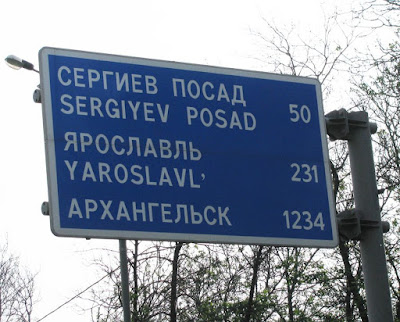 СЕРГИЕВ ПОСАД
SERGIYEV POSAD 50
ЯРОСЛАВЛЬ
YAROSLAVL' 231
АРХАНГЕЛЬСК 1234